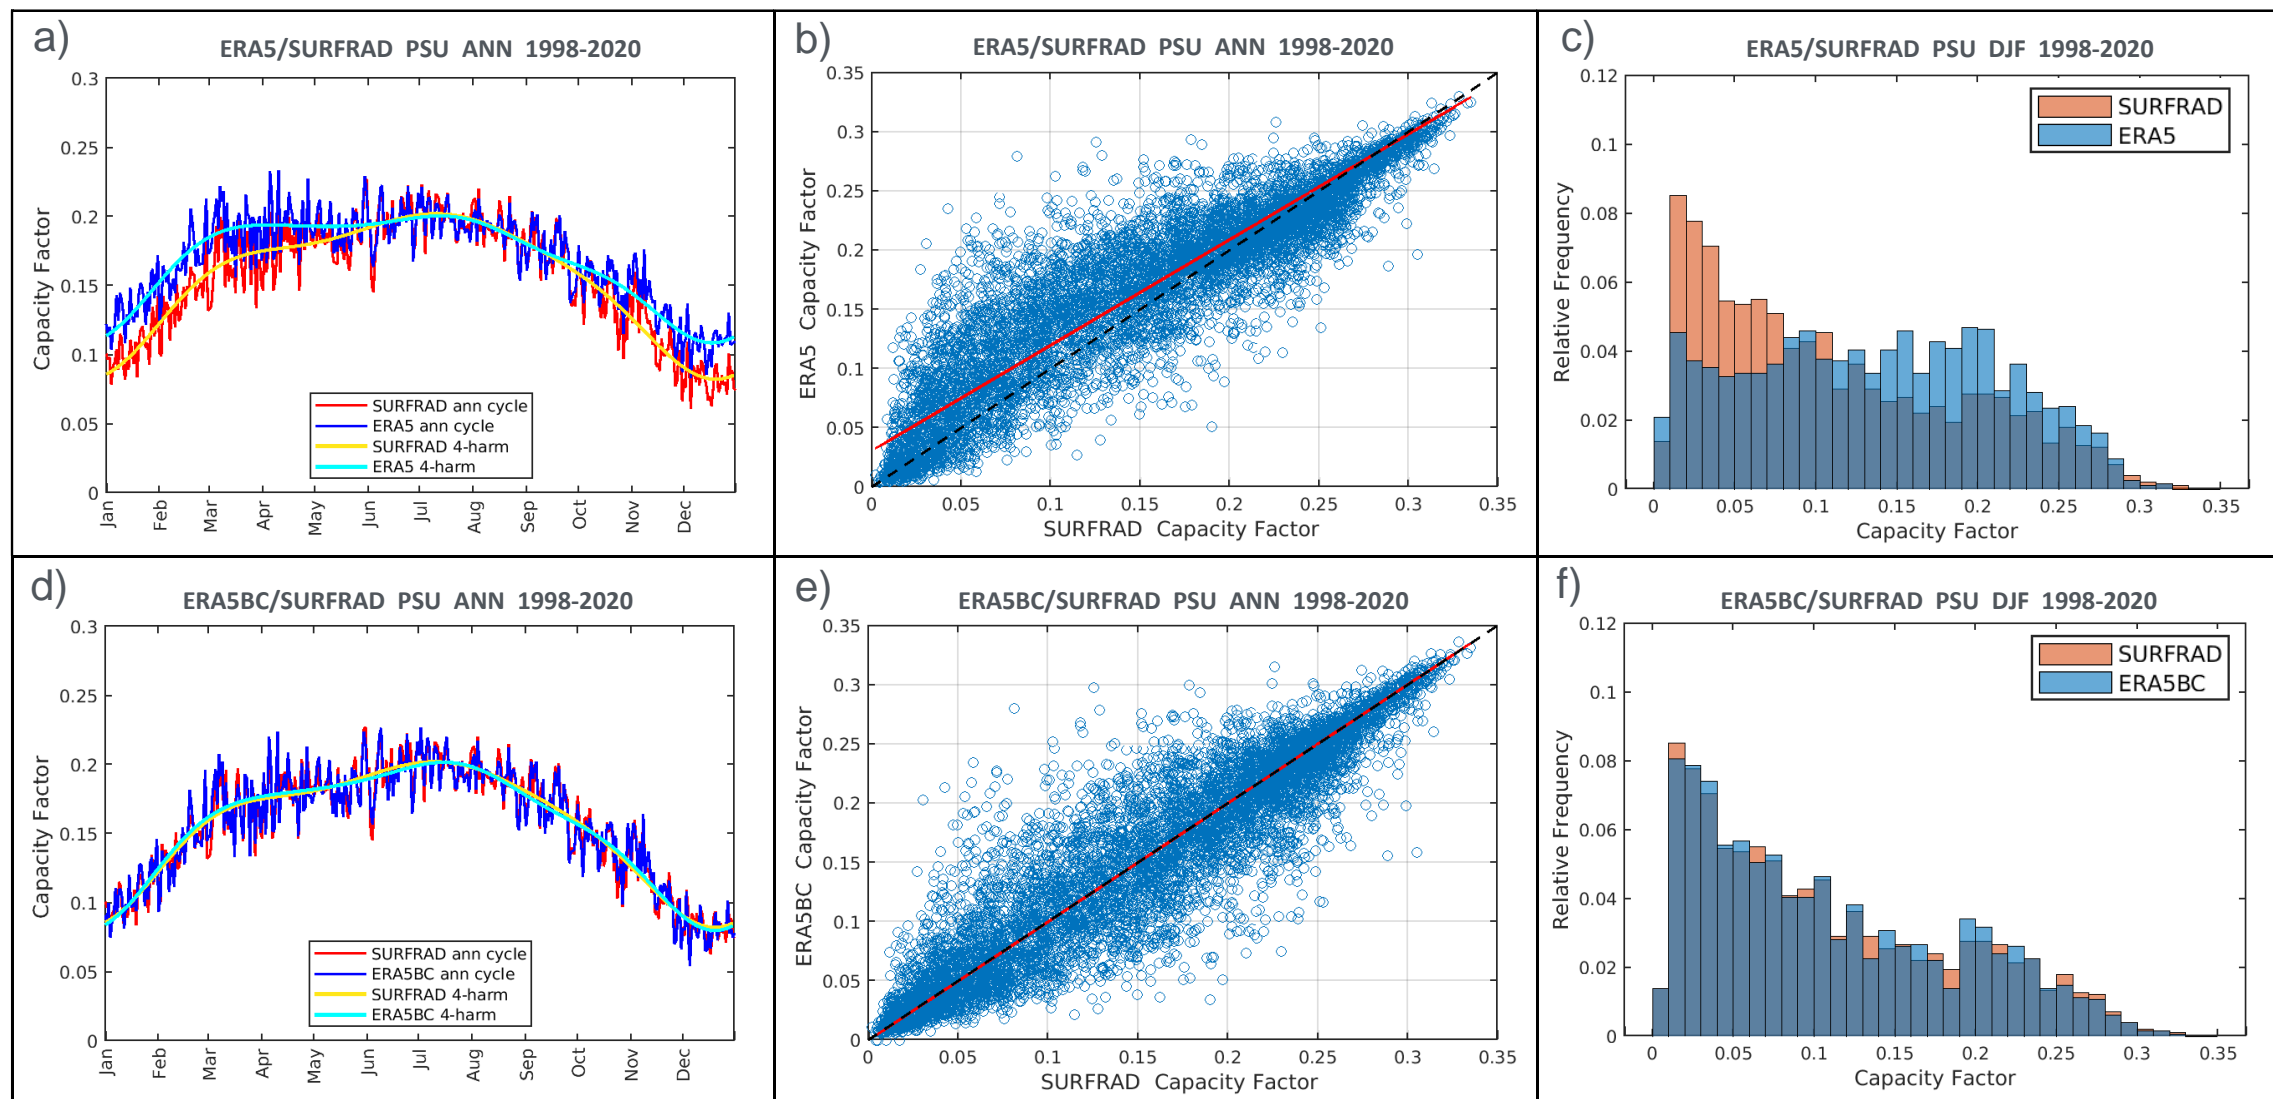 a)
ERA5/SURFRAD PSU ANN 1998-2020
Capacity Factor
0.3
0.25
0.2
0.15
0.1
0.05
0
SURFRAD ann cycle
ERA5 ann cycle
SURFRAD 4-harm
ERA5 4-harm
Jan Feb Mar Apr May Jun Jul Aug Sep Oct Nov Dec
b)
ERA5/SURFRAD PSU ANN 1998-2020
ERA5 Capacity Factor
0.35
0.3
0.25
0.2
0.15
0.1
0.05
0
0 0.05 0.1 0.15 0.2 0.25 0.3 0.35
SURFRAD Capacity Factor
c)
ERA5/SURFRAD PSU DJF 1998-2020
Relative Frequency
0.12
0.1
0.08
0.06
0.04
0.02
0
SURFRAD
ERA5
0 0.05 0.1 0.15 0.2 0.25 0.3 0.35
Capacity Factor
d)
ERA5BC/SURFRAD PSU ANN 1998-2020
Capacity Factor
0.3
0.25
0.2
0.15
0.1
0.05
0
SURFRAD ann cycle
ERA5BC ann cycle
SURFRAD 4-harm
ERA5BC 4-harm
Jan Feb Mar Apr May Jun Jul Aug Sep Oct Nov Dec
e)
ERA5BC/SURFRAD PSU ANN 1998-2020
ERA5BC Capacity Factor
0.35
0.3
0.25
0.2
0.15
0.1
0.05
0
0 0.05 0.1 0.15 0.2 0.25 0.3 0.35
SURFRAD Capacity Factor
f)
ERA5BC/SURFRAD PSU DJF 1998-2020
Relative Frequency
0.12
0.1
0.08
0.06
0.04
0.02
0
SURFRAD
ERA5BC
0 0.05 0.1 0.15 0.2 0.25 0.3 0.35
Capacity Factor